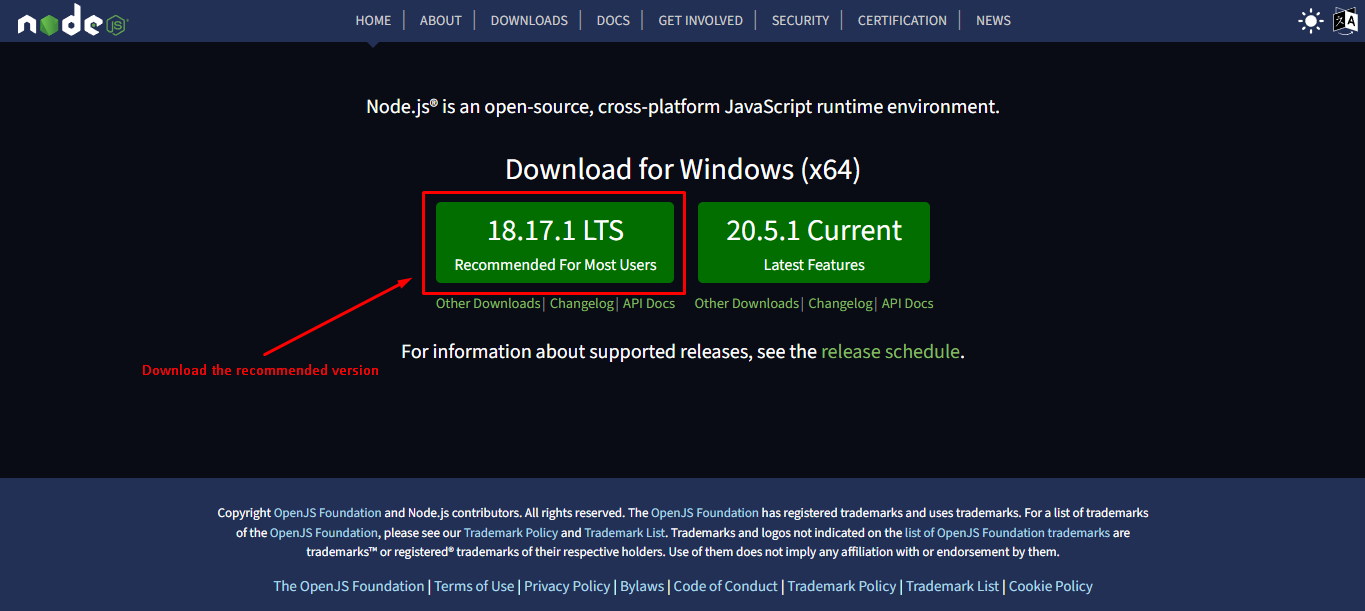 node JS
HOME | ABOUT | DOWNLOADS | DOCS | GET INVOLVED | SECURITY | CERTIFICATION | NEWS
Node.js® is an open-source, cross-platform JavaScript runtime environment.
Download for Windows (x64)
18.17.1 LTS
Recommended For Most Users
20.5.1 Current
Latest Features
Other Downloads | Changelog | API Docs
Other Downloads | Changelog | API Docs
For information about supported releases, see the release schedule.
Download the recommended version
Copyright OpenJS Foundation and Node.js contributors. All rights reserved. The OpenJS Foundation has registered trademarks and uses trademarks. For a list of trademarks
of the OpenJS Foundation, please see our Trademark Policy and Trademark List. Trademarks and logos not indicated on the list of OpenJS Foundation trademarks are
trademarks™ or registered® trademarks of their respective holders. Use of them does not imply any affiliation with or endorsement by them.
The OpenJS Foundation | Terms of Use | Privacy Policy | Bylaws | Code of Conduct | Trademark Policy | Trademark List | Cookie Policy